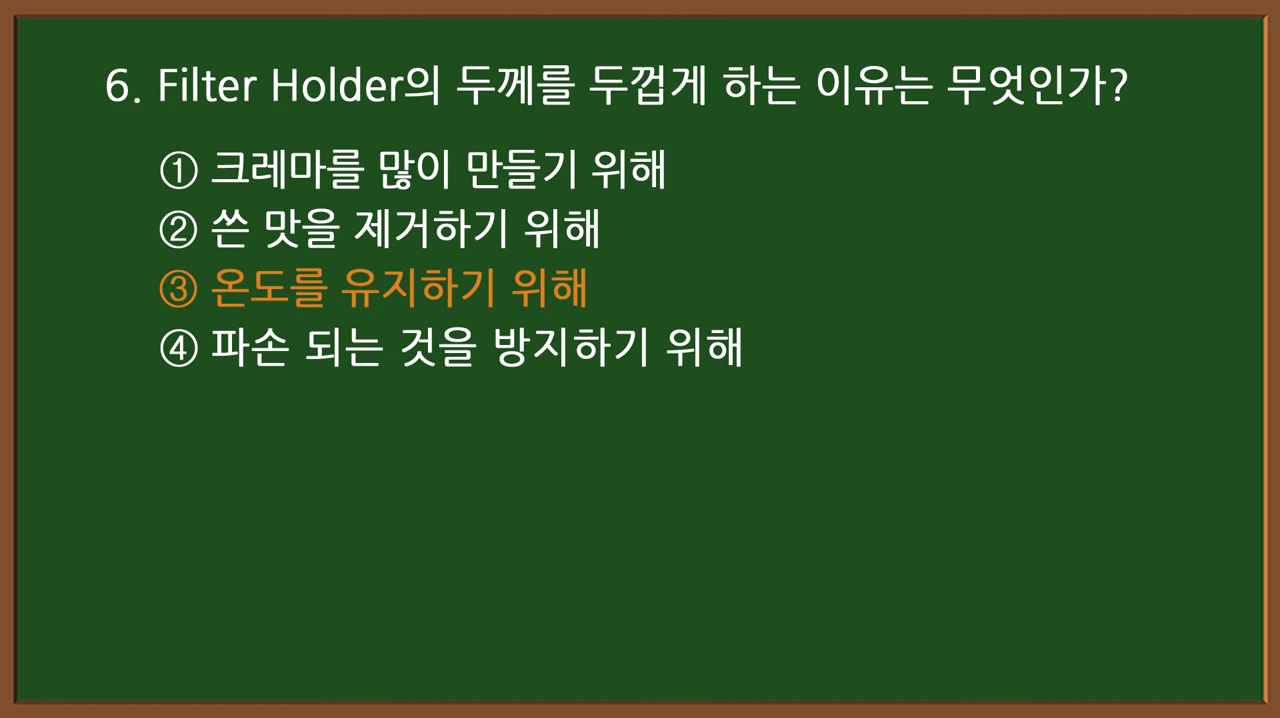 6. Filter Holder의 두께를 두껍게 하는 이유는 무엇인가?
① 크레마를 많이 만들기 위해
② 쓴 맛을 제거하기 위해
③ 온도를 유지하기 위해
④ 파손 되는 것을 방지하기 위해